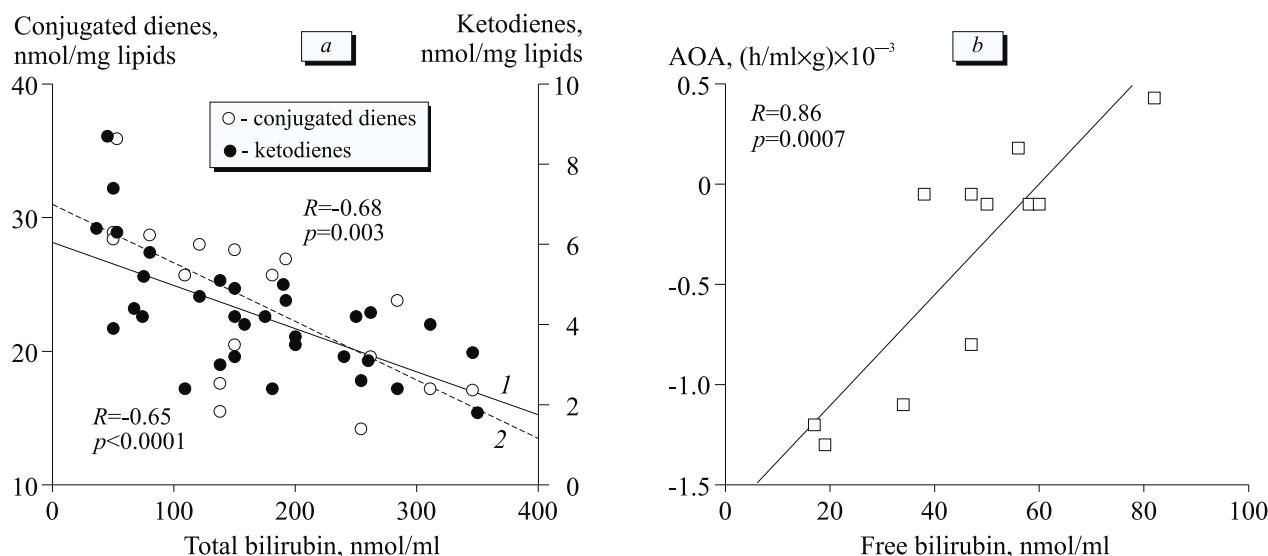 Conjugated dienes,
nmol/mg lipids
a
Ketodienes,
nmol/mg lipids
40
30
20
10
10
8
6
4
2
0
- conjugated dienes
- ketodienes
R=-0.68
p=0.003
R=-0.65
p<0.0001
1
2
0 100 200 300 400
Total bilirubin, nmol/ml
AOA, (h/ml×g)×10⁻³
b
0.5
0
-0.5
-1.0
-1.5
R=0.86
p=0.0007
0 20 40 60 80 100
Free bilirubin, nmol/ml